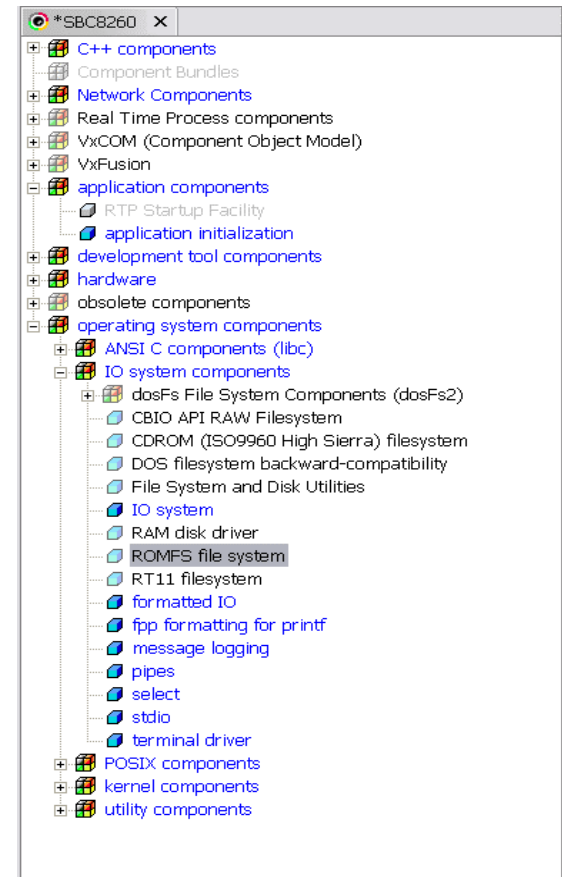 *SBC8260
C++ components
Component Bundles
Network Components
Real Time Process components
VxCOM (Component Object Model)
VxFusion
application components
RTP Startup Facility
application initialization
development tool components
hardware
obsolete components
operating system components
ANSI C components (libc)
IO system components
dosFs File System Components (dosFs2)
CBIO API RAW Filesystem
CDROM (ISO9960 High Sierra) filesystem
DOS filesystem backward-compatibility
File System and Disk Utilities
IO system
RAM disk driver
ROMFS file system
RT11 filesystem
formatted IO
fpp formatting for printf
message logging
pipes
select
stdio
terminal driver
POSIX components
kernel components
utility components